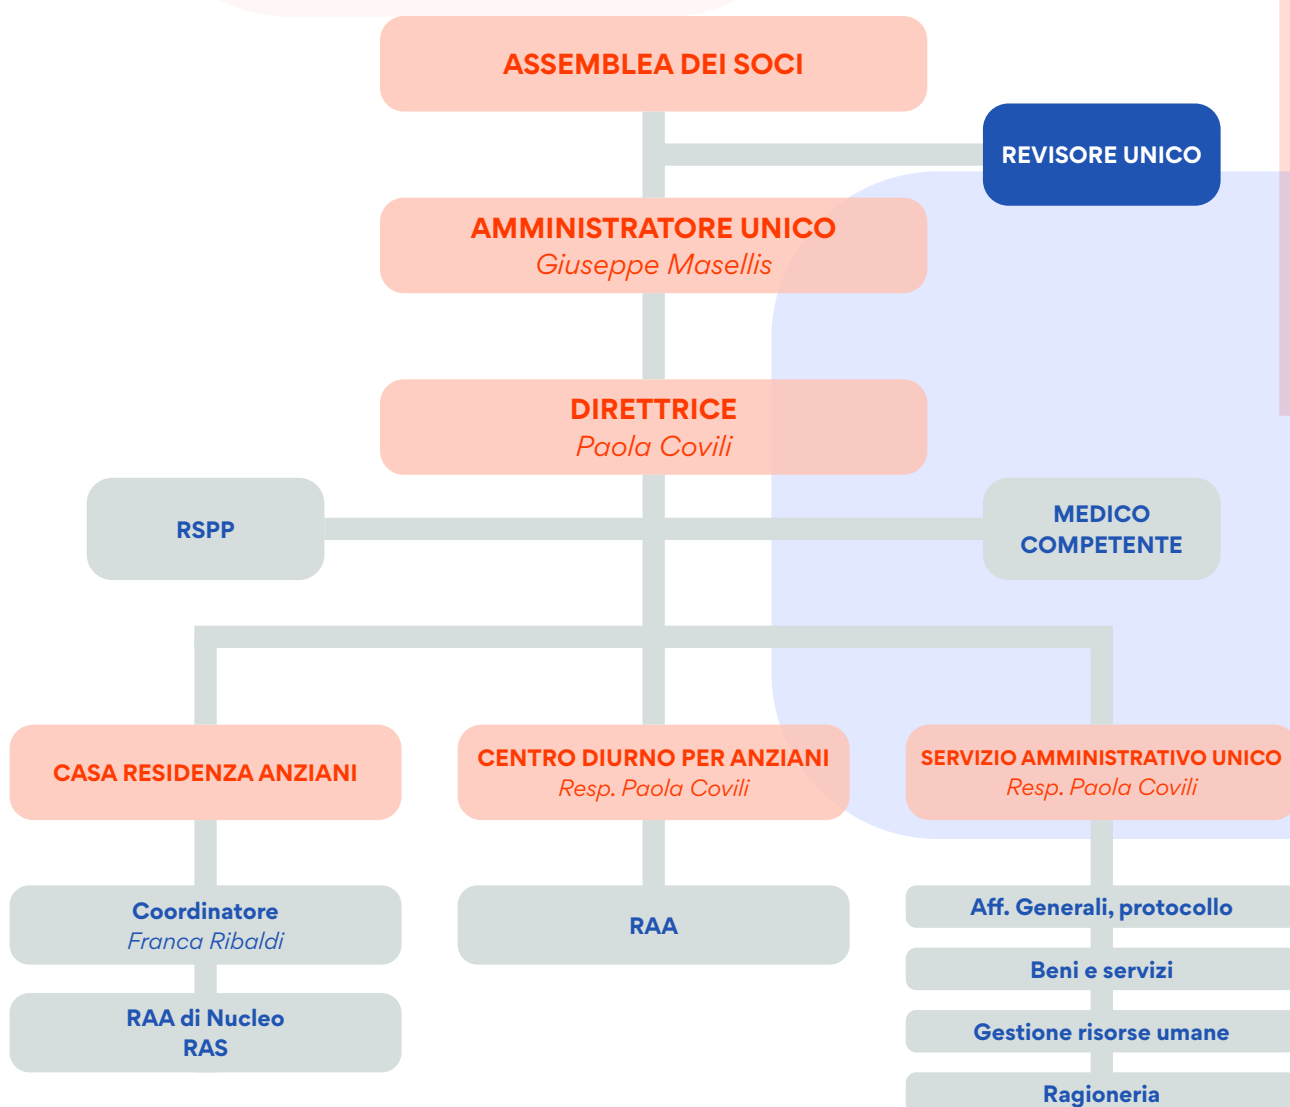 ASSEMBLEA DEI SOCI
REVISORE UNICO
AMMINISTRATORE UNICO
Giuseppe Masellis
DIRETTRICE
Paola Covili
RSPP
MEDICO
COMPETENTE
CASA RESIDENZA ANZIANI
CENTRO DIURNO PER ANZIANI
Resp. Paola Covili
SERVIZIO AMMINISTRATIVO UNICO
Resp. Paola Covili
Coordinatore
Franca Ribaldi
RAA di Nucleo
RAS
RAA
Aff. Generali, protocollo
Beni e servizi
Gestione risorse umane
Ragioneria